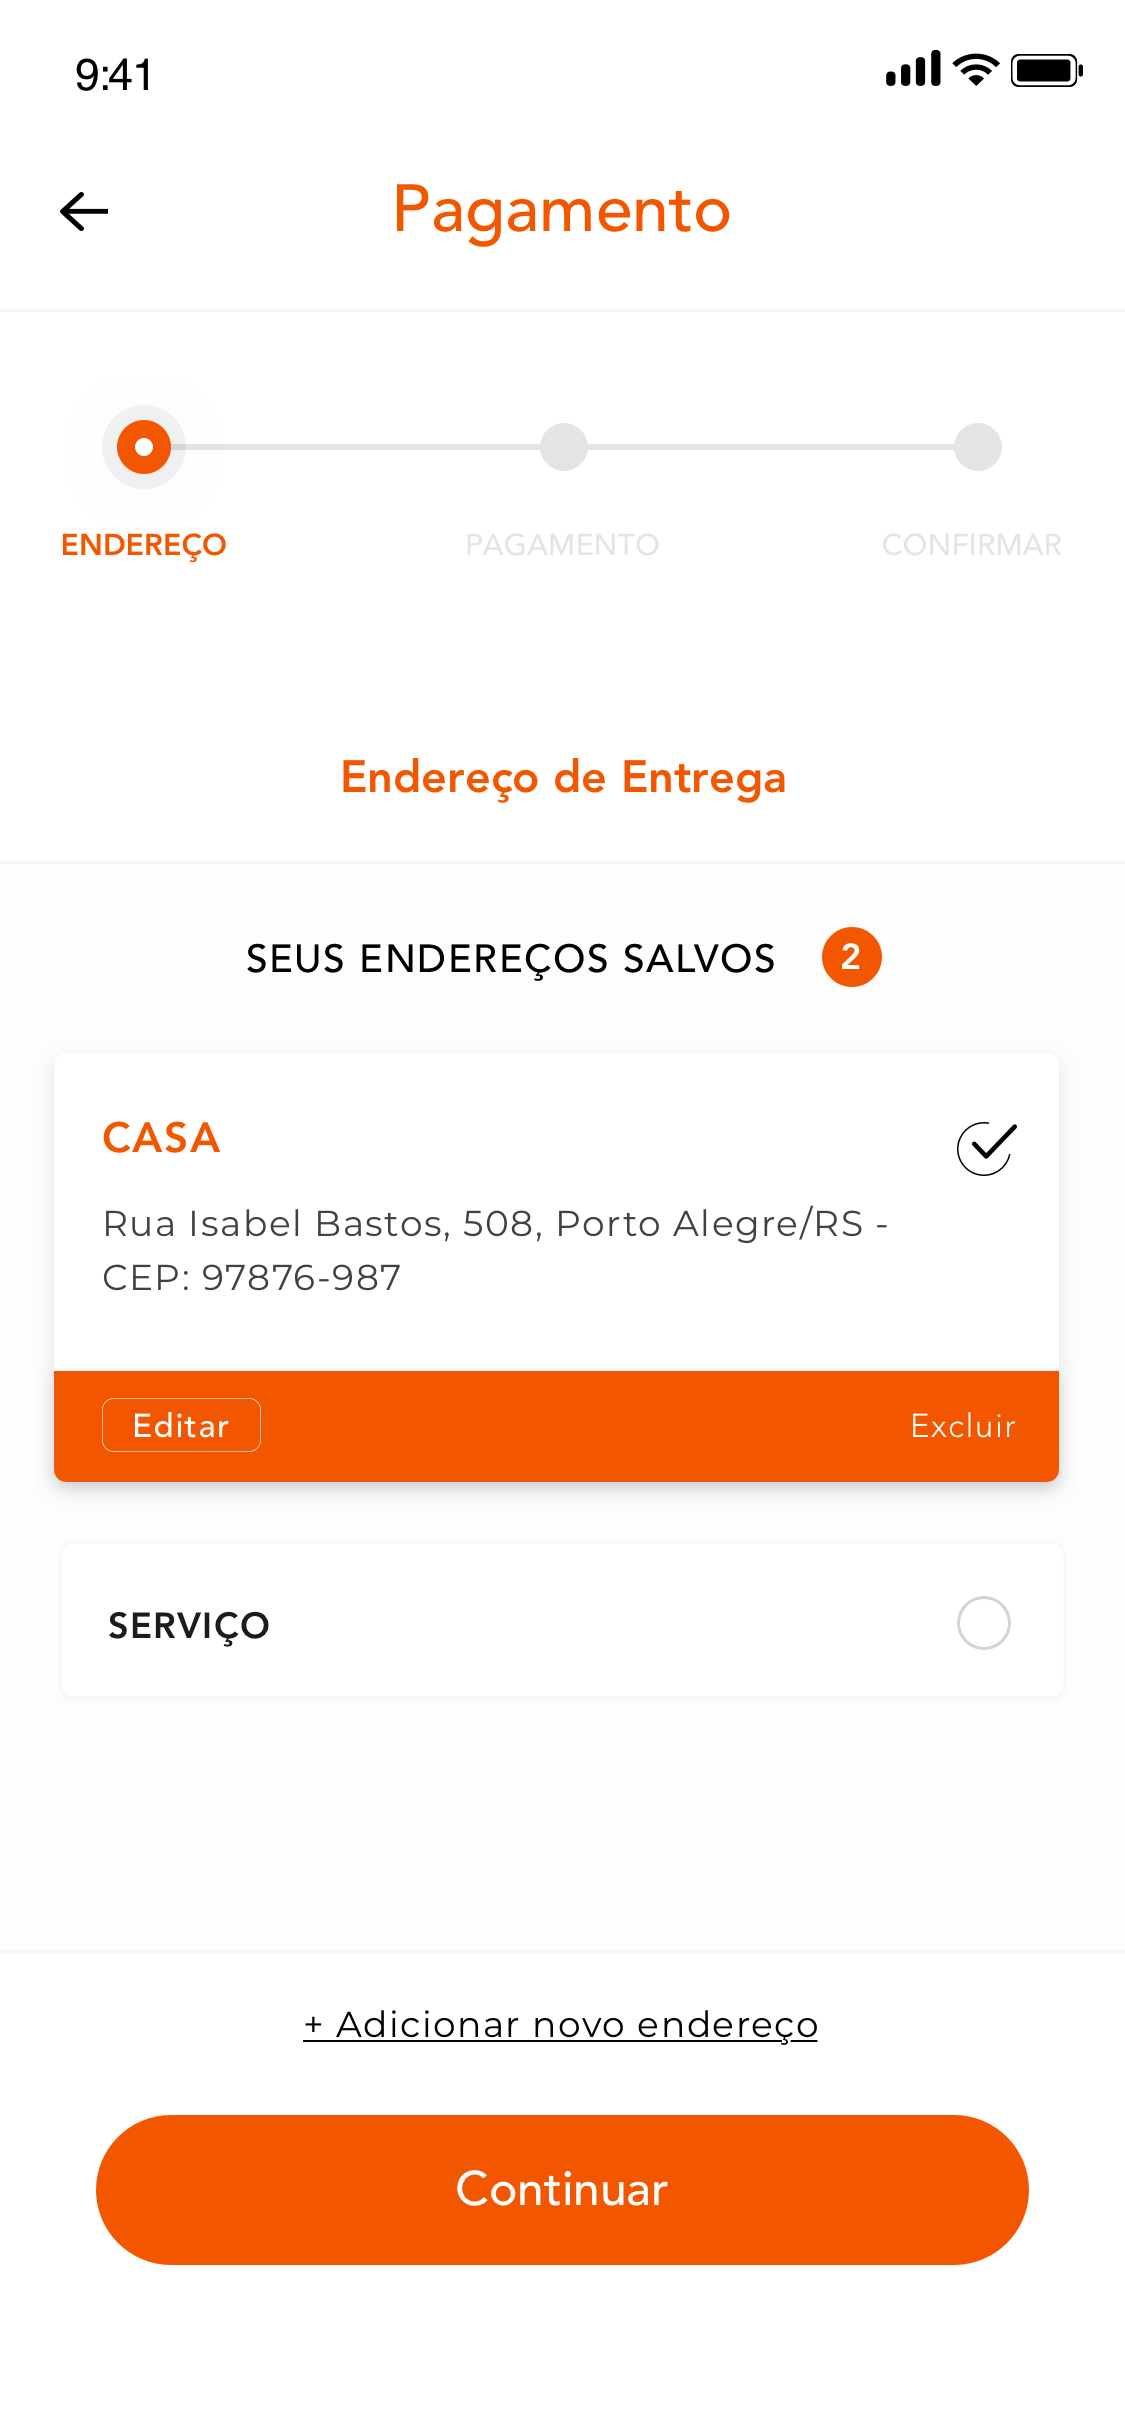 9:41
Pagamento
ENDEREÇO
PAGAMENTO
CONFIRMAR
Endereço de Entrega
SEUS ENDEREÇOS SALVOS 2
CASA
Rua Isabel Bastos, 508, Porto Alegre/RS -
CEP: 97876-987
Editar
Excluir
SERVIÇO
+ Adicionar novo endereço
Continuar